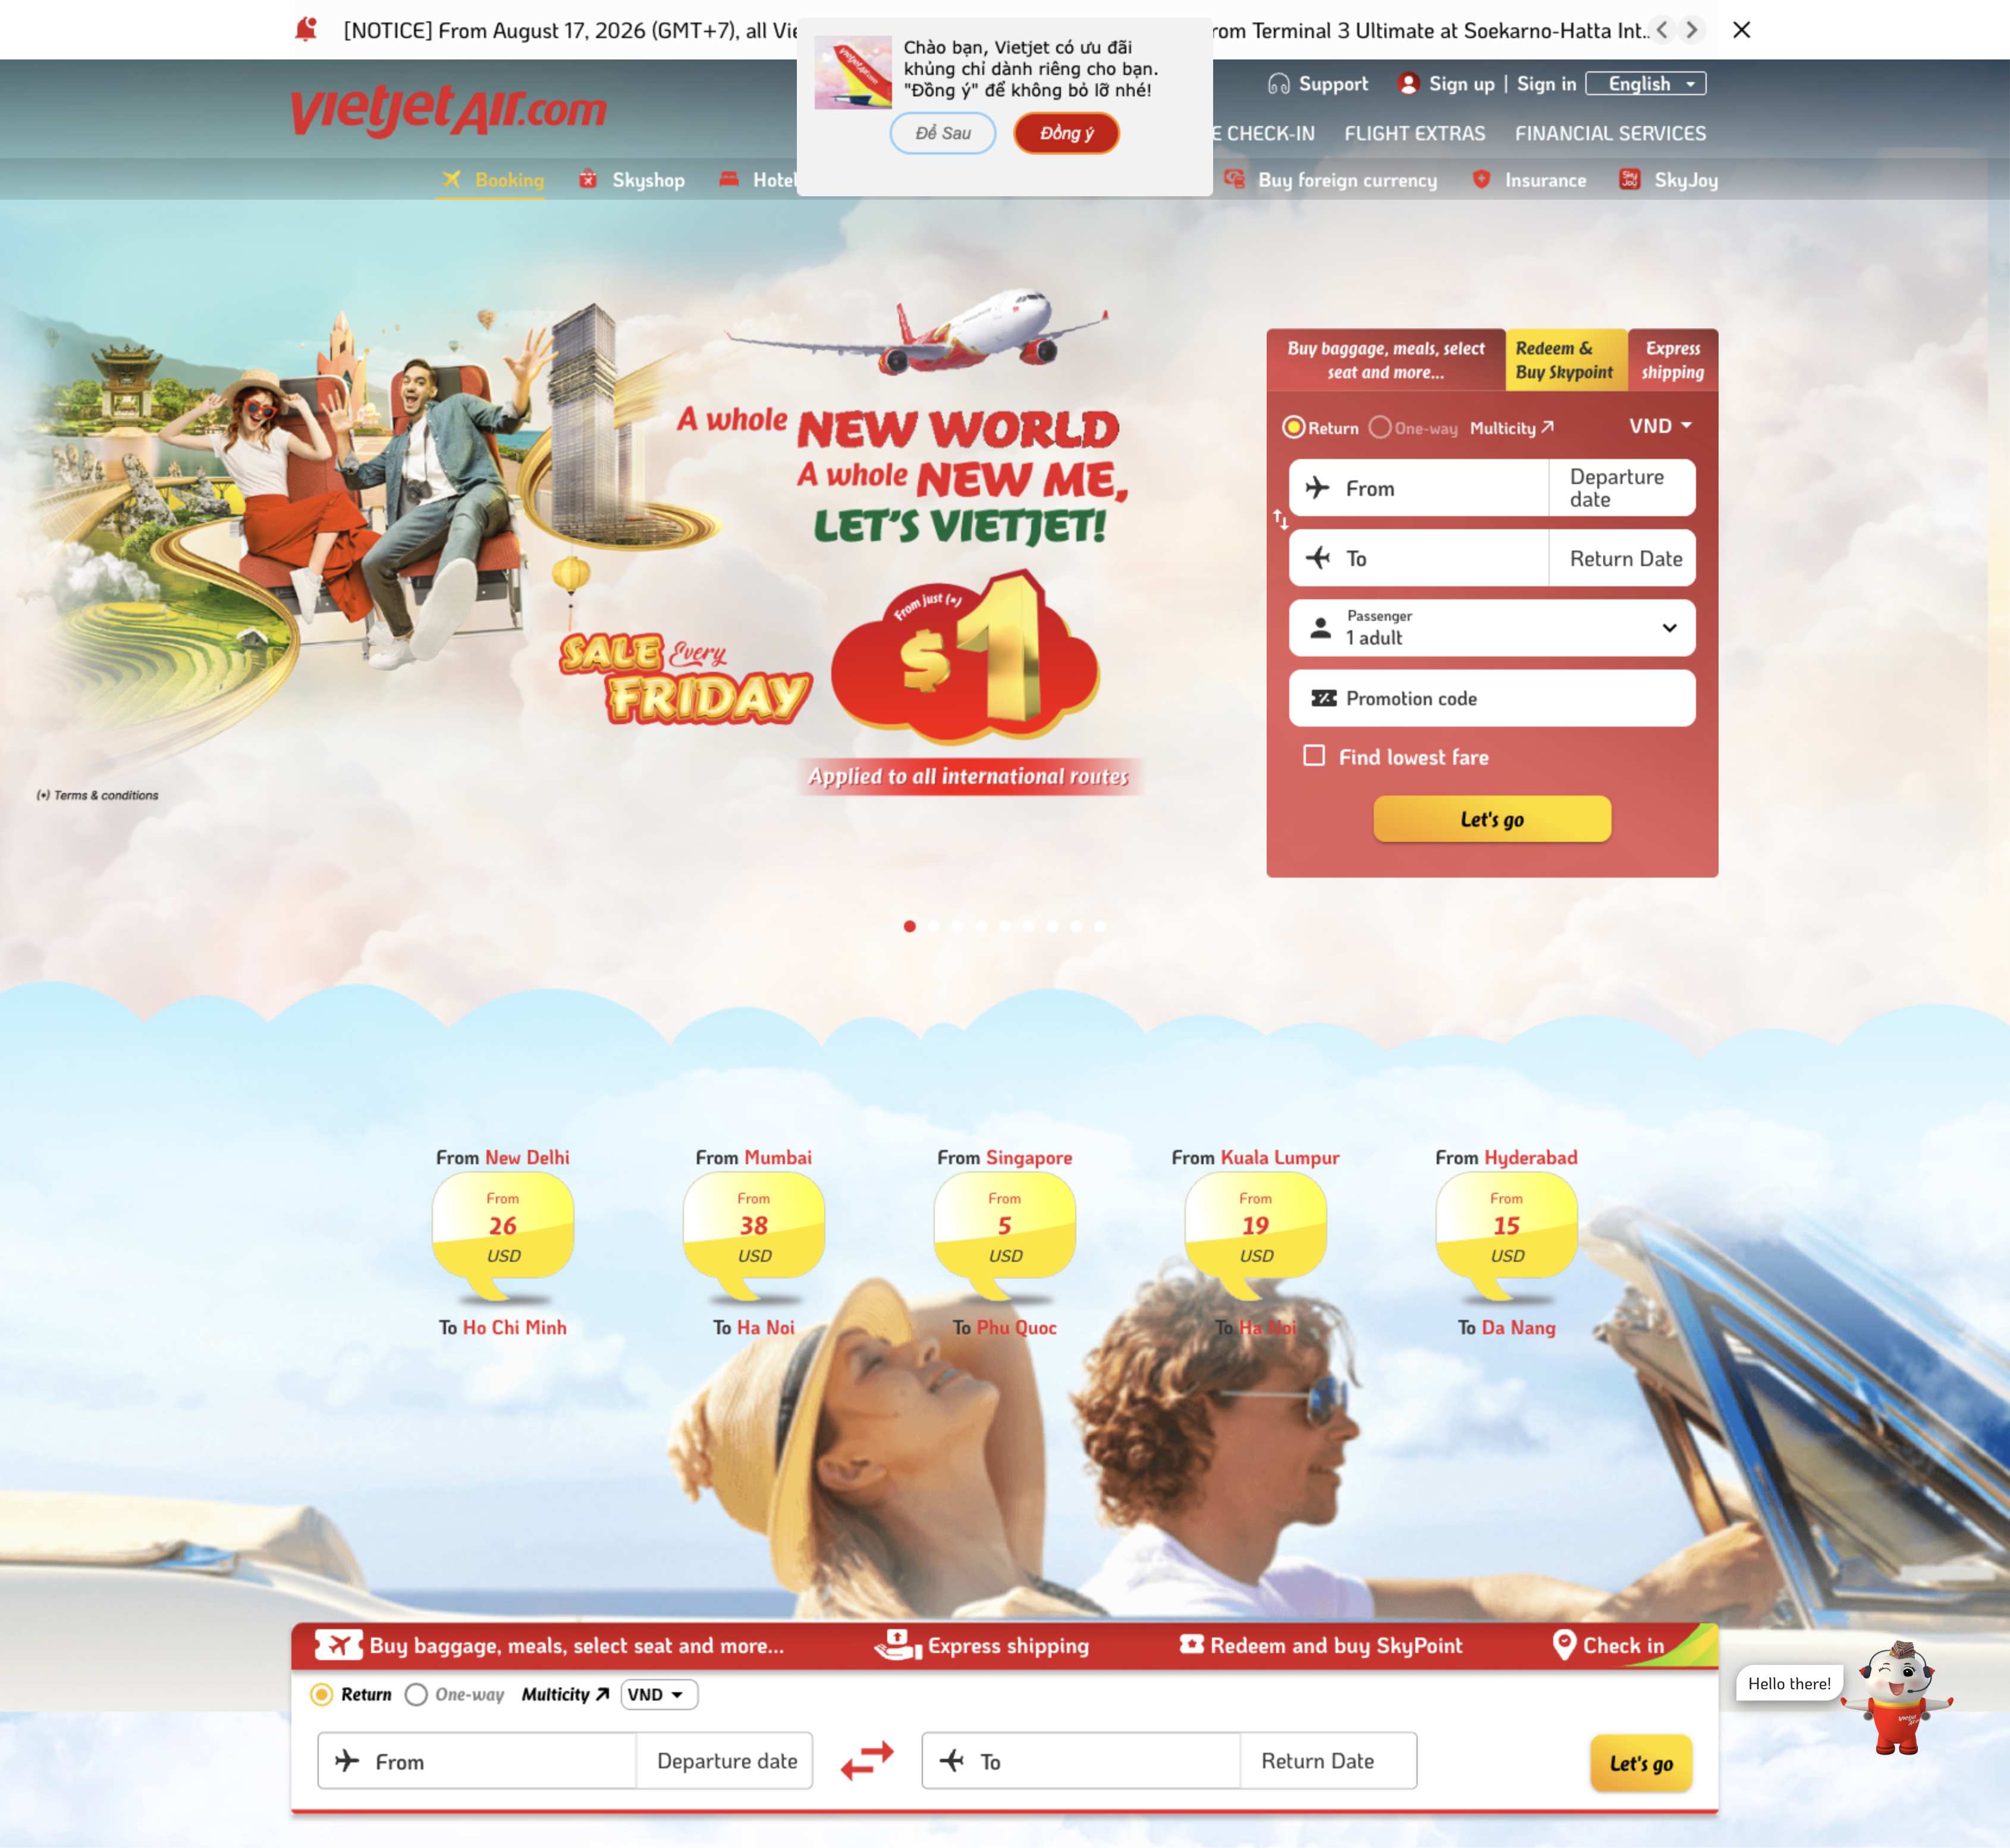 [NOTICE] From August 17, 2026 (GMT+7), all
rom Terminal 3 Ultimate at Soekarno-Hatta Int..
Chào bạn, Vietjet có ưu đãi
khủng chỉ dành riêng cho bạn.
"Đồng ý" để không bỏ lỡ nhé!
Để Sau
Đồng ý
vietjetAir.com
Support
Sign up | Sign in
English
E CHECK-IN
FLIGHT EXTRAS
FINANCIAL SERVICES
Booking
Skyshop
Hotel
Buy foreign currency
Insurance
SkyJoy
A whole NEW WORLD
A whole NEW ME,
LET'S VIETJET!
From just (*)
$1
SALE Every
FRIDAY
Applied to all international routes
(*) Terms & conditions
Buy baggage, meals, select
seat and more...
Redeem &
Buy Skypoint
Express
shipping
Return
One-way
Multicity
VND
From
Departure
date
To
Return Date
Passenger
1 adult
Promotion code
Find lowest fare
Let's go
From New Delhi
From
26
USD
To Ho Chi Minh
From Mumbai
From
38
USD
To Ha Noi
From Singapore
From
5
USD
To Phu Quoc
From Kuala Lumpur
From
19
USD
To Ha Noi
From Hyderabad
From
15
USD
To Da Nang
Buy baggage, meals, select seat and more...
Express shipping
Redeem and buy SkyPoint
Check in
Return
One-way
Multicity
VND
From
Departure date
To
Return Date
Let's go
Hello there!